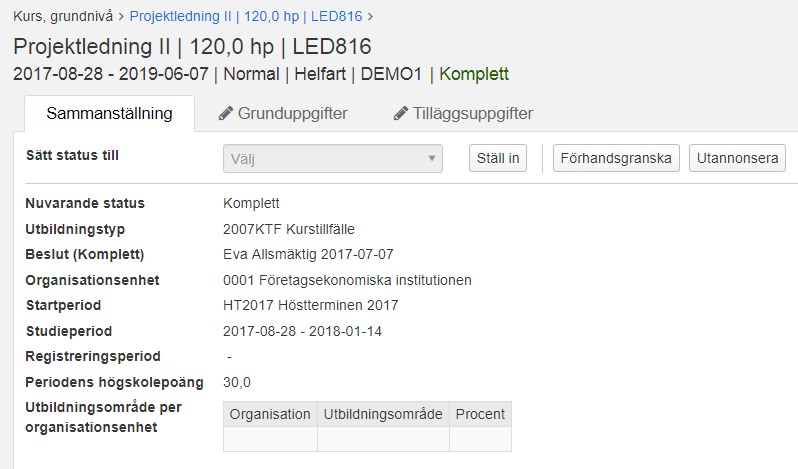 Kurs, grundnivå > Projektledning II | 120,0 hp | LED816 >
Projektledning II | 120,0 hp | LED816
2017-08-28 - 2019-06-07 | Normal | Helfart | DEMO1 | Komplett
Sammanställning Grunduppgifter Tilläggsuppgifter
Sätt status till Välj Ställ in Förhandsgranska Utannonsera
Nuvarande status Komplett
Utbildningstyp 2007KTF Kurstillfälle
Beslut (Komplett) Eva Allsmäktig 2017-07-07
Organisationsenhet 0001 Företagsekonomiska institutionen
Startperiod HT2017 Höstterminen 2017
Studieperiod 2017-08-28 - 2018-01-14
Registreringsperiod -
Periodens högskolepoäng 30,0
Utbildningsområde per organisationsenhet Organisation Utbildningsområde Procent